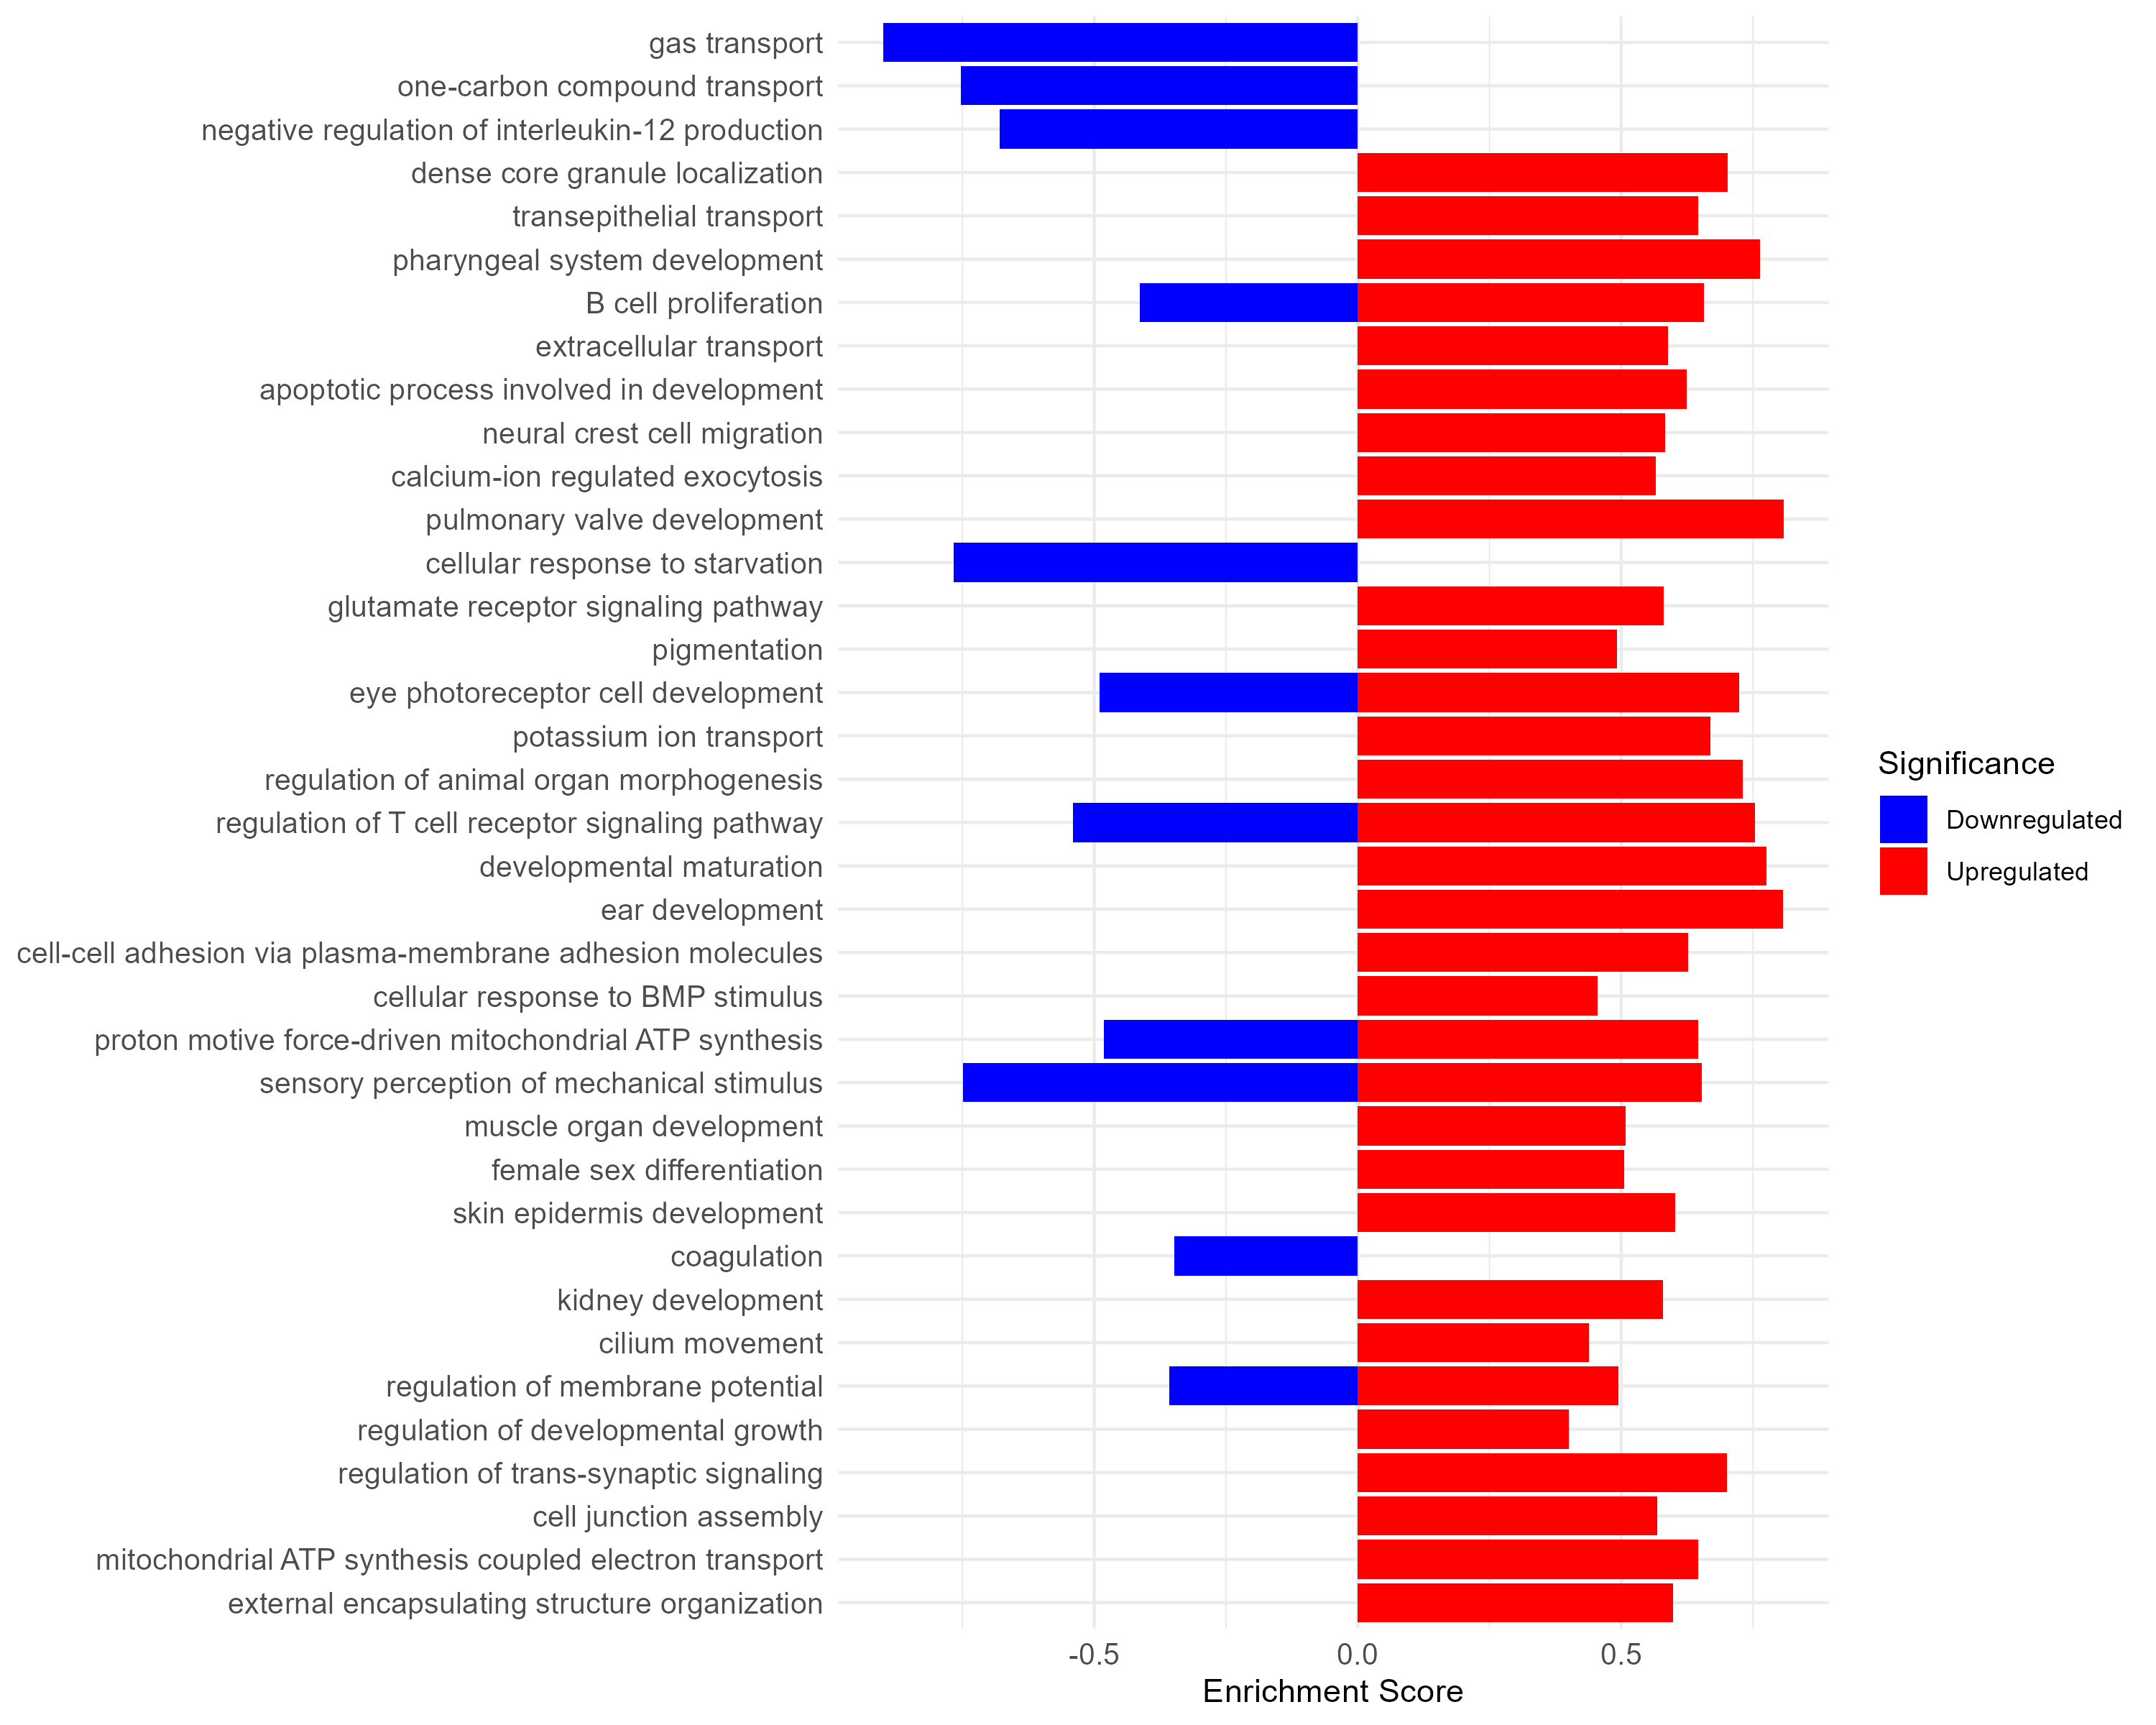 gas transport
one-carbon compound transport
negative regulation of interleukin-12 production
dense core granule localization
transepithelial transport
pharyngeal system development
B cell proliferation
extracellular transport
apoptotic process involved in development
neural crest cell migration
calcium-ion regulated exocytosis
pulmonary valve development
cellular response to starvation
glutamate receptor signaling pathway
pigmentation
eye photoreceptor cell development
potassium ion transport
regulation of animal organ morphogenesis
regulation of T cell receptor signaling pathway
developmental maturation
ear development
cell-cell adhesion via plasma-membrane adhesion molecules
cellular response to BMP stimulus
proton motive force-driven mitochondrial ATP synthesis
sensory perception of mechanical stimulus
muscle organ development
female sex differentiation
skin epidermis development
coagulation
kidney development
cilium movement
regulation of membrane potential
regulation of developmental growth
regulation of trans-synaptic signaling
cell junction assembly
mitochondrial ATP synthesis coupled electron transport
external encapsulating structure organization
-0.5 0.0 0.5
Enrichment Score
Significance
Downregulated
Upregulated